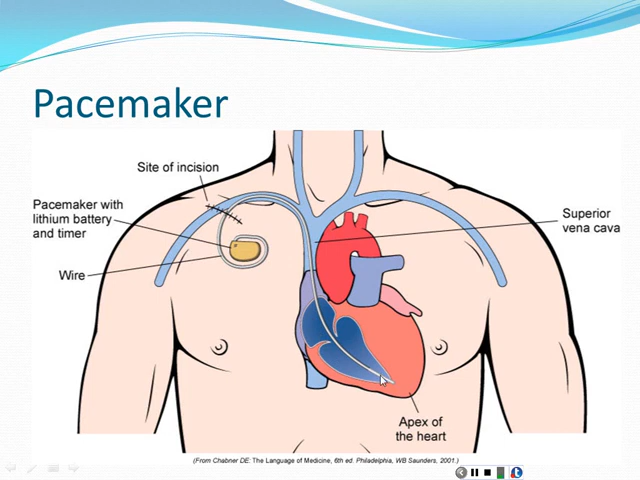 Pacemaker
Site of incision
Pacemaker with
lithium battery
and timer
Wire
Superior
vena cava
Apex of
the heart
(From Chabner DE: The Language of Medicine, 6th ed. Philadelphia, WB Saunders, 2001.)